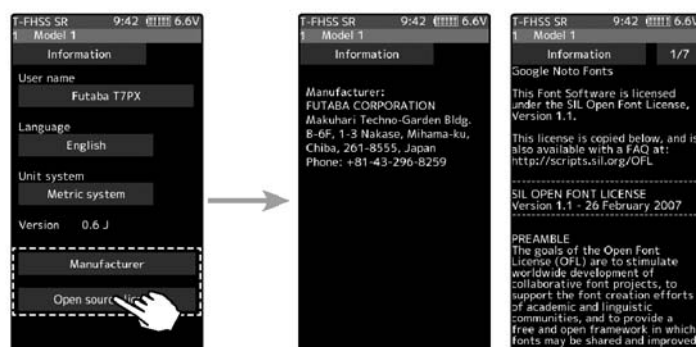 T-FHSS SR 9:42 6.6V
1 Model 1
Information
User name
Futaba T7PX
Language
English
Unit system
Metric system
Version 0.6 J
Manufacturer
Open source
T-FHSS SR 9:42 6.6V
1 Model 1
Information
Manufacturer:
FUTABA CORPORATION
Makuhari Techno-Garden Bldg.
B-6F, 1-3 Nakase, Mihama-ku,
Chiba, 261-8555, Japan
Phone: +81-43-296-8259
T-FHSS SR 9:42 6.6V
1 Model 1
Information 1/7
Google Noto Fonts
This Font Software is licensed
under the SIL Open Font License,
Version 1.1.
This license is copied below, and is
also available with a FAQ at:
http://scripts.sil.org/OFL
SIL OPEN FONT LICENSE
Version 1.1 - 26 February 2007
PREAMBLE
The goals of the Open Font
License (OFL) are to stimulate
worldwide development of
collaborative font projects, to
support the font creation efforts
of academic and linguistic
communities, and to provide a
free and open framework in which
fonts may be shared and improved